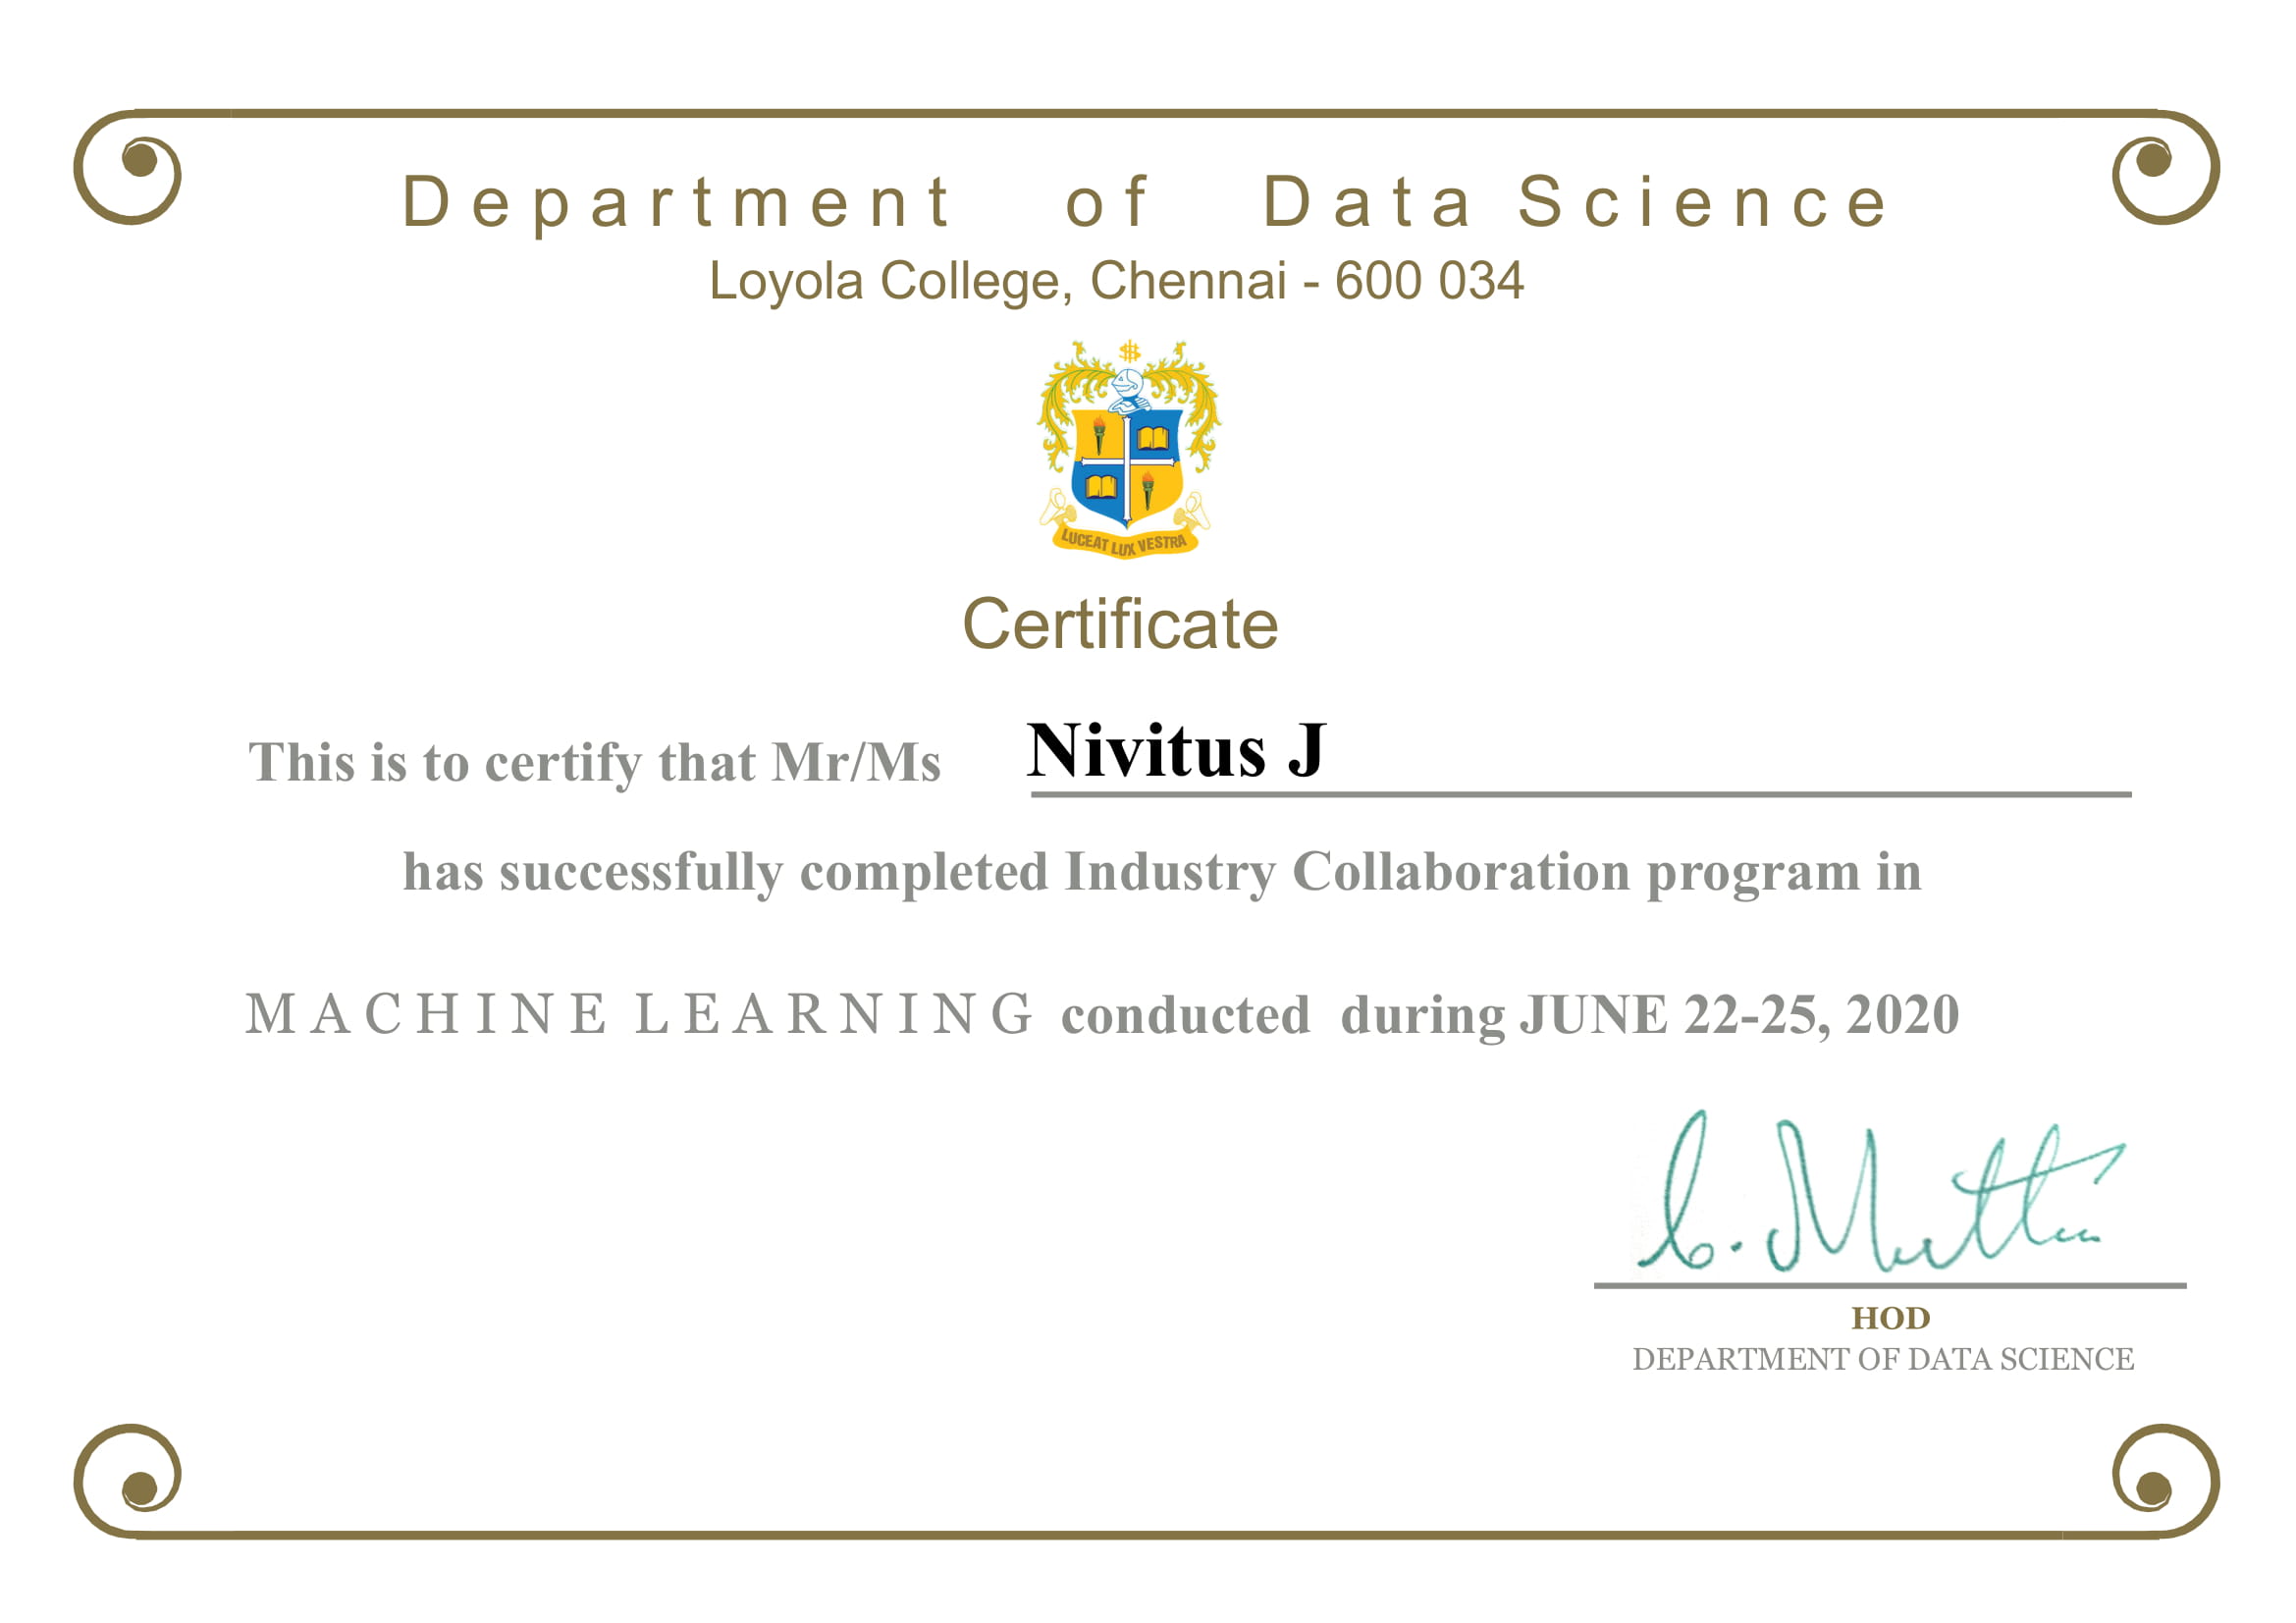 Department of Data Science
Loyola College, Chennai - 600 034
LUCEAT LUX VESTRA
Certificate
This is to certify that Mr/Ms Nivitus J
has successfully completed Industry Collaboration program in
MACHINE LEARNING conducted during JUNE 22-25, 2020
HOD
DEPARTMENT OF DATA SCIENCE